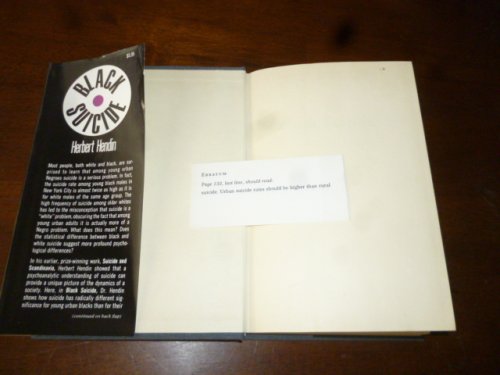 $5.95
BLACK
SUICIDE
Herbert Hendin
Most people, both white and black, are sur-
prised to learn that among young urban
Negroes suicide is a serious problem. In fact,
the suicide rate among young black males in
New York City is almost twice as high as it is
for white males of the same age group. The
high frequency of suicide among older whites
has led to the misconception that suicide is a
"white" problem, obscuring the fact that among
young urban adults it is actually more of a
Negro problem. What does this mean? Does
the statistical difference between black and
white suicide suggest more profound psycho-
logical differences?
In his earlier, prize-winning work, Suicide and
Scandinavia, Herbert Hendin showed that a
psychoanalytic understanding of suicide can
provide a unique picture of the dynamics of a
society. Here, in Black Suicide, Dr. Hendin
shows how suicide has radically different sig-
nificance for young urban blacks than for their
(continued on back flap)
ERRATUM
Page 132, last line, should read:
suicide. Urban suicide rates should be higher than rural